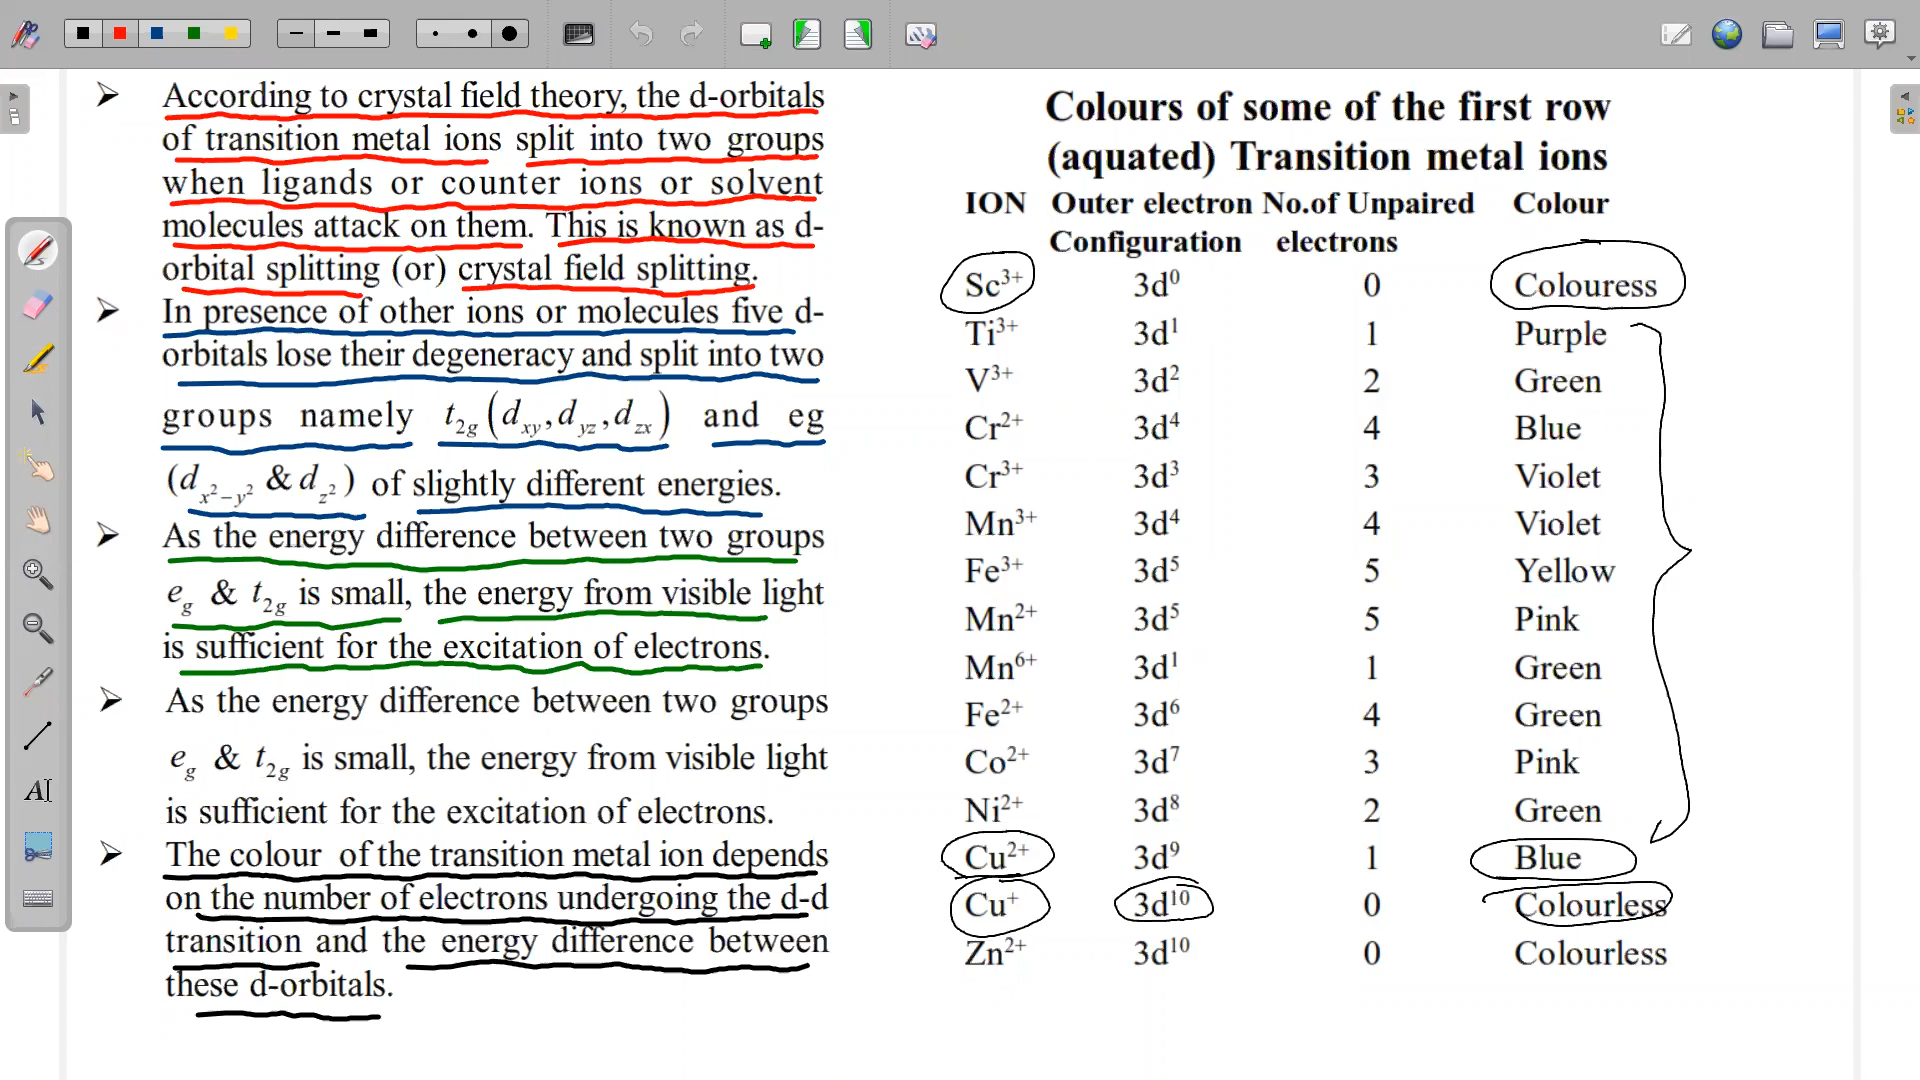 ➤ According to crystal field theory, the d-orbitals
of transition metal ions split into two groups
when ligands or counter ions or solvent
molecules attack on them. This is known as d-
orbital splitting (or) crystal field splitting.
➤ In presence of other ions or molecules five d-
orbitals lose their degeneracy and split into two
groups namely t₂g (dxy, dyz, dzx) and eg
(dx²−y² & dz²) of slightly different energies.
➤ As the energy difference between two groups
eg & t₂g is small, the energy from visible light
is sufficient for the excitation of electrons.
➤ As the energy difference between two groups
eg & t₂g is small, the energy from visible light
is sufficient for the excitation of electrons.
➤ The colour of the transition metal ion depends
on the number of electrons undergoing the d-d
transition and the energy difference between
these d-orbitals.
Colours of some of the first row
(aquated) Transition metal ions
ION Outer electron No.of Unpaired Colour
Configuration electrons
Sc³⁺ 3d⁰ 0 Colouress
Ti³⁺ 3d¹ 1 Purple
V³⁺ 3d² 2 Green
Cr²⁺ 3d⁴ 4 Blue
Cr³⁺ 3d³ 3 Violet
Mn³⁺ 3d⁴ 4 Violet
Fe³⁺ 3d⁵ 5 Yellow
Mn²⁺ 3d⁵ 5 Pink
Mn⁶⁺ 3d¹ 1 Green
Fe²⁺ 3d⁶ 4 Green
Co²⁺ 3d⁷ 3 Pink
Ni²⁺ 3d⁸ 2 Green
Cu²⁺ 3d⁹ 1 Blue
Cu⁺ 3d¹⁰ 0 Colourless
Zn²⁺ 3d¹⁰ 0 Colourless